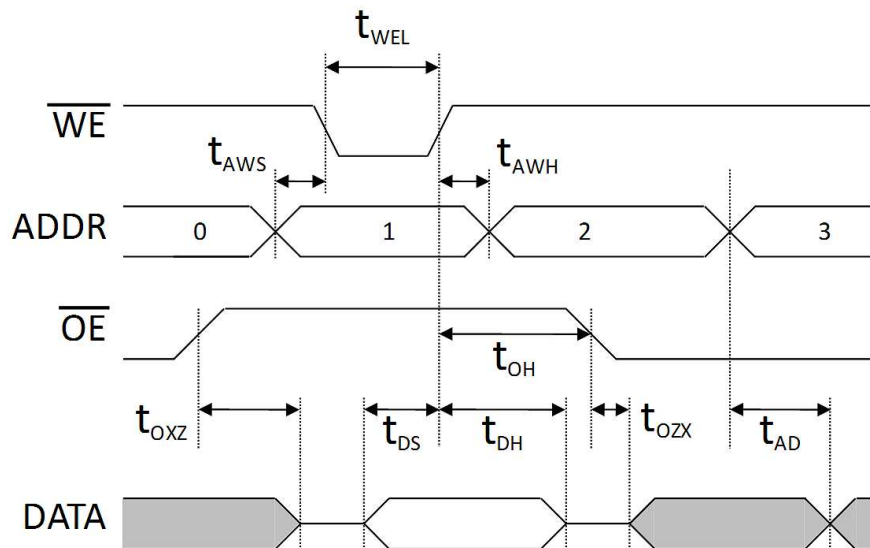 tWEL
WE
tAWS
tAWH
ADDR 0 1 2 3
OE
tOH
tOXZ
tDS
tDH
tOZX
tAD
DATA